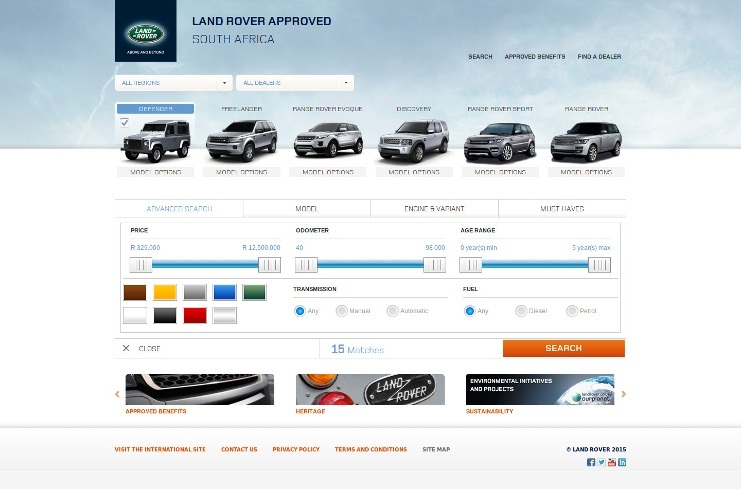 LAND ROVER
ABOVE AND BEYOND
LAND ROVER APPROVED
SOUTH AFRICA
SEARCH APPROVED BENEFITS FIND A DEALER
ALL REGIONS ALL DEALERS
DEFENDER FREELANDER RANGE ROVER EVOQUE DISCOVERY RANGE ROVER SPORT RANGE ROVER
MODEL OPTIONS MODEL OPTIONS MODEL OPTIONS MODEL OPTIONS MODEL OPTIONS MODEL OPTIONS
ADVANCED SEARCH MODEL ENGINE & VARIANT MUST HAVES
PRICE ODOMETER AGE RANGE
R 329,000 R 12,500,000 40 98 000 0 year(s) min 5 year(s) max
TRANSMISSION FUEL
Any Manual Automatic Any Diesel Petrol
CLOSE 15 Matches SEARCH
LAND ROVER
ENVIRONMENTAL INITIATIVES
AND PROJECTS
our planet
APPROVED BENEFITS HERITAGE SUSTAINABILITY
VISIT THE INTERNATIONAL SITE CONTACT US PRIVACY POLICY TERMS AND CONDITIONS SITE MAP © LAND ROVER 2015